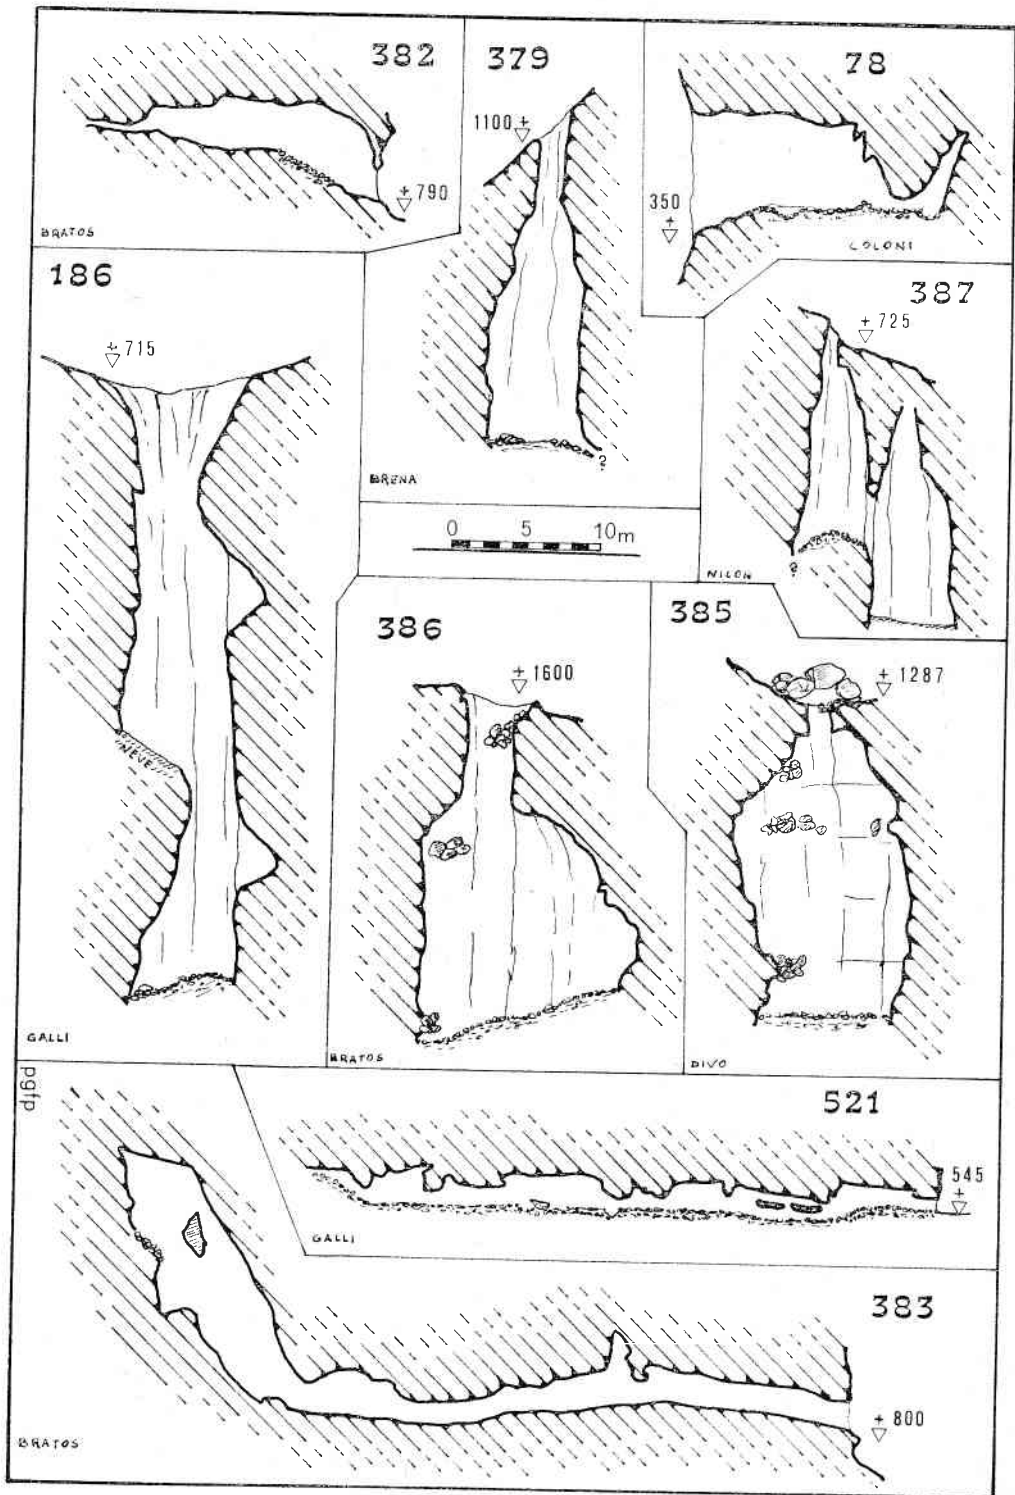 382
+790
BRATOS
379
1100 +
?
BRENA
78
350
+
COLONI
186
+ 715
NEVE
GALLI
387
+ 725
?
NILON
0 5 10m
386
+ 1600
BRATOS
385
+ 1287
DIVO
pgfp
521
545
+
GALLI
383
+ 800
BRATOS